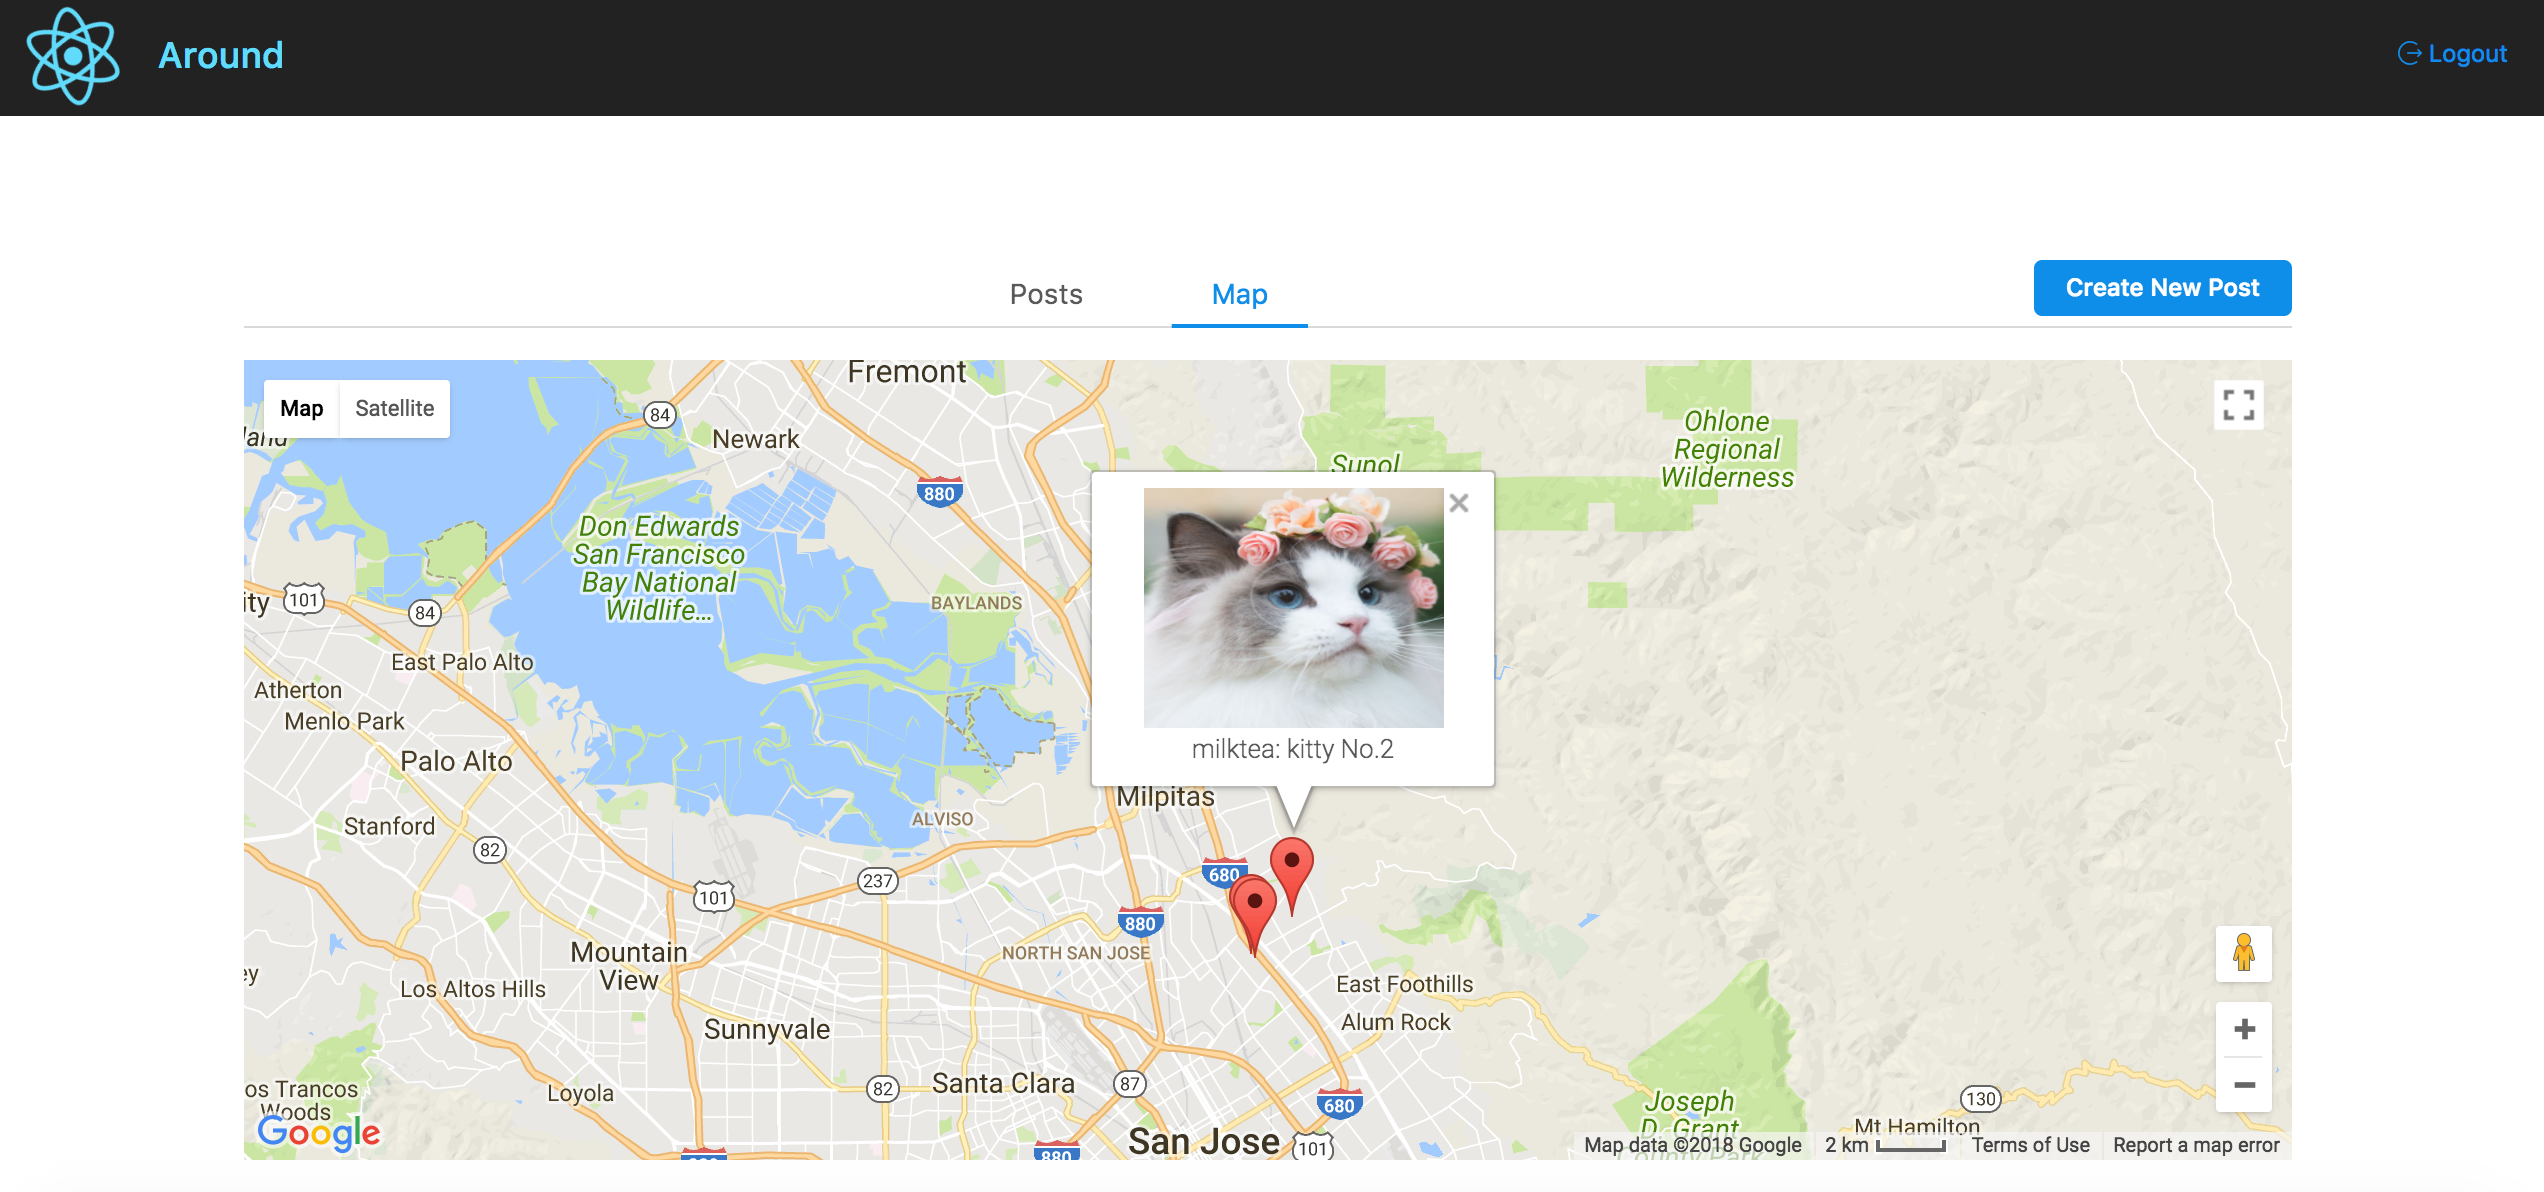 Around
Logout
Posts
Map
Create New Post
Map
Satellite
Fremont
84
Newark
880
Sunol
Ohlone
Regional
Wilderness
Don Edwards
San Francisco
Bay National
Wildlife...
BAYLANDS
101
84
East Palo Alto
Atherton
Menlo Park
Palo Alto
milktea: kitty No.2
Milpitas
ALVISO
Stanford
82
237
680
101
880
NORTH SAN JOSE
Mountain
View
Los Altos Hills
East Foothills
Alum Rock
Sunnyvale
Santa Clara
82
87
Loyola
os Trancos
Woods
680
130
Joseph
D. Grant
County Park
Mt Hamilton
Google
San Jose
101
880
Map data ©2018 Google
2 km
Terms of Use
Report a map error